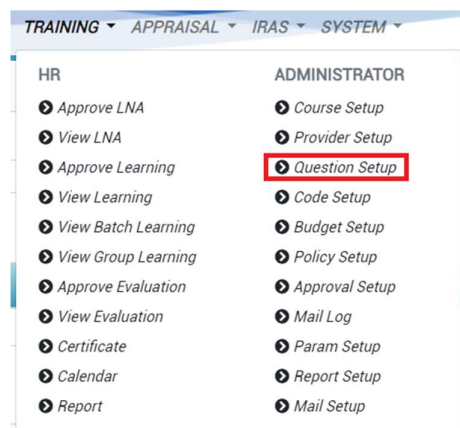 TRAINING APPRAISAL IRAS SYSTEM
HR
Approve LNA
View LNA
Approve Learning
View Learning
View Batch Learning
View Group Learning
Approve Evaluation
View Evaluation
Certificate
Calendar
Report
ADMINISTRATOR
Course Setup
Provider Setup
Question Setup
Code Setup
Budget Setup
Policy Setup
Approval Setup
Mail Log
Param Setup
Report Setup
Mail Setup